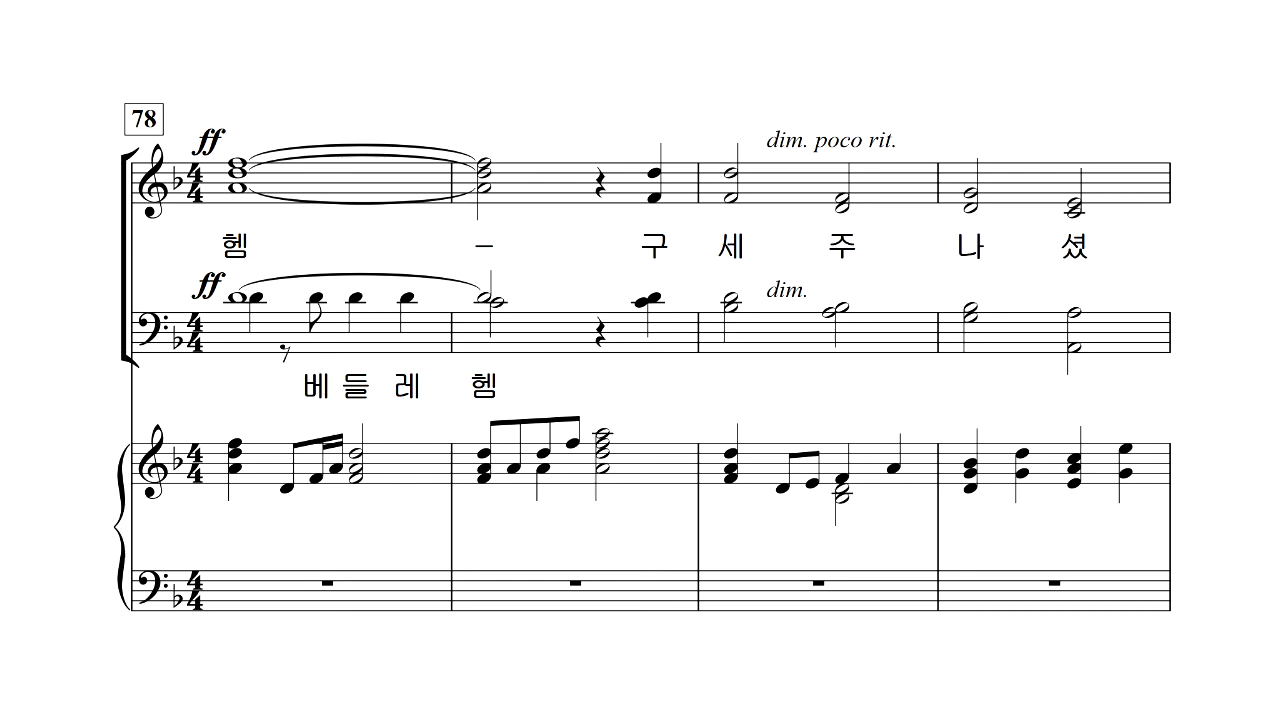 78
ff
dim. poco rit.
헴 – 구 세 주 나 셨
ff
dim.
베 들 레 헴